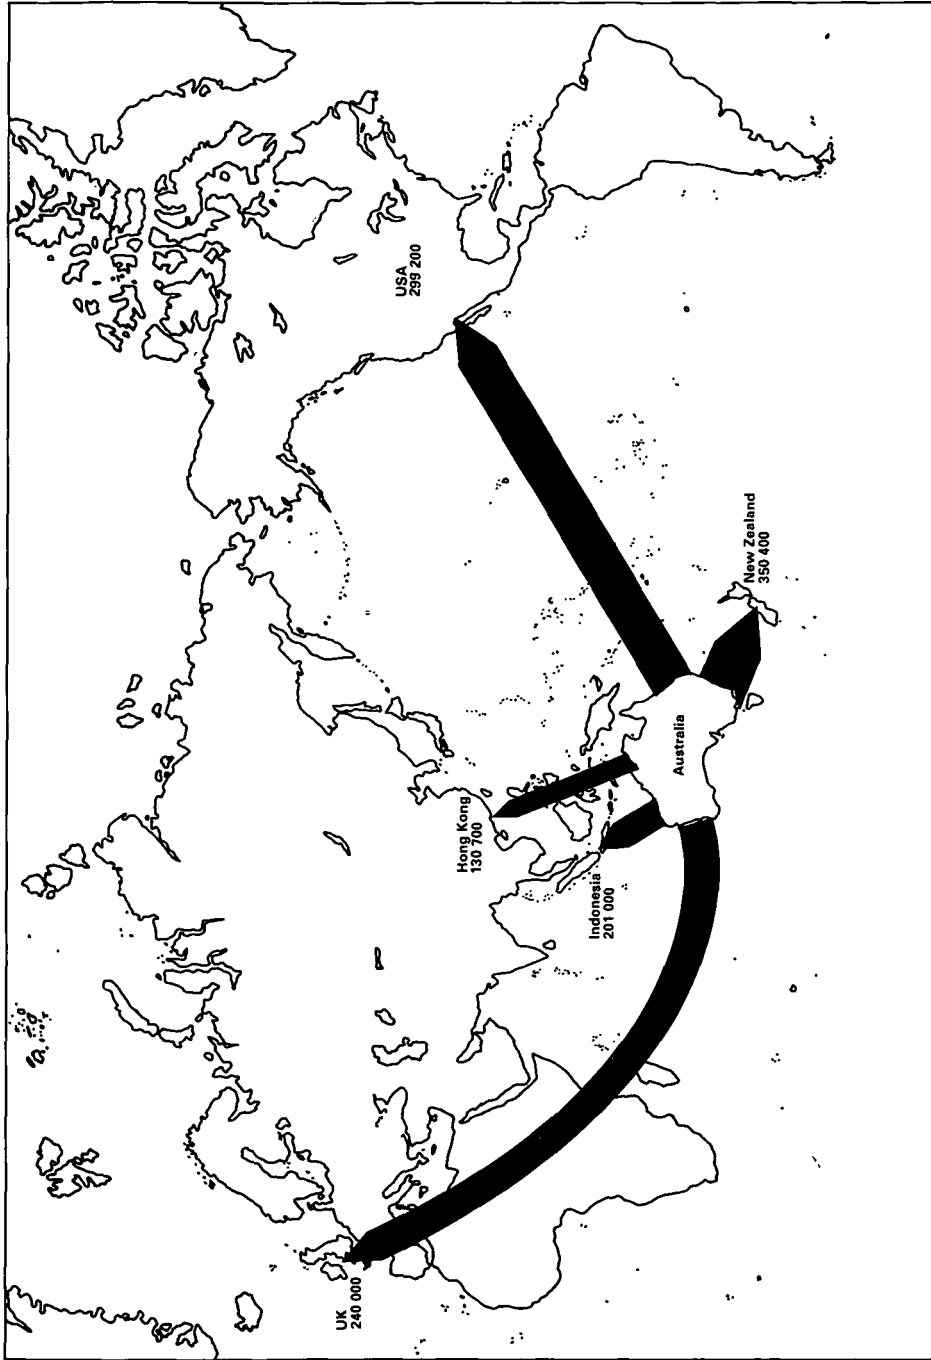 UK
240 000
Hong Kong
130 700
Indonesia
201 000
Australia
USA
299 200
New Zealand
350 400